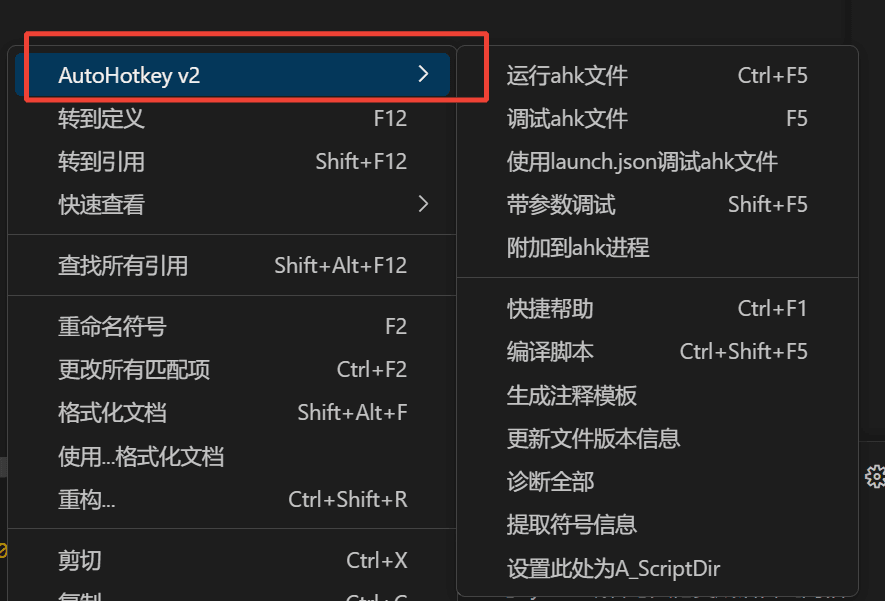 AutoHotkey v2
转到定义 F12
转到引用 Shift+F12
快速查看
查找所有引用 Shift+Alt+F12
重命名符号 F2
更改所有匹配项 Ctrl+F2
格式化文档 Shift+Alt+F
使用...格式化文档
重构... Ctrl+Shift+R
剪切 Ctrl+X
复制 Ctrl+C
运行ahk文件 Ctrl+F5
调试ahk文件 F5
使用launch.json调试ahk文件
带参数调试 Shift+F5
附加到ahk进程
快捷帮助 Ctrl+F1
编译脚本 Ctrl+Shift+F5
生成注释模板
更新文件版本信息
诊断全部
提取符号信息
设置此处为A_ScriptDir